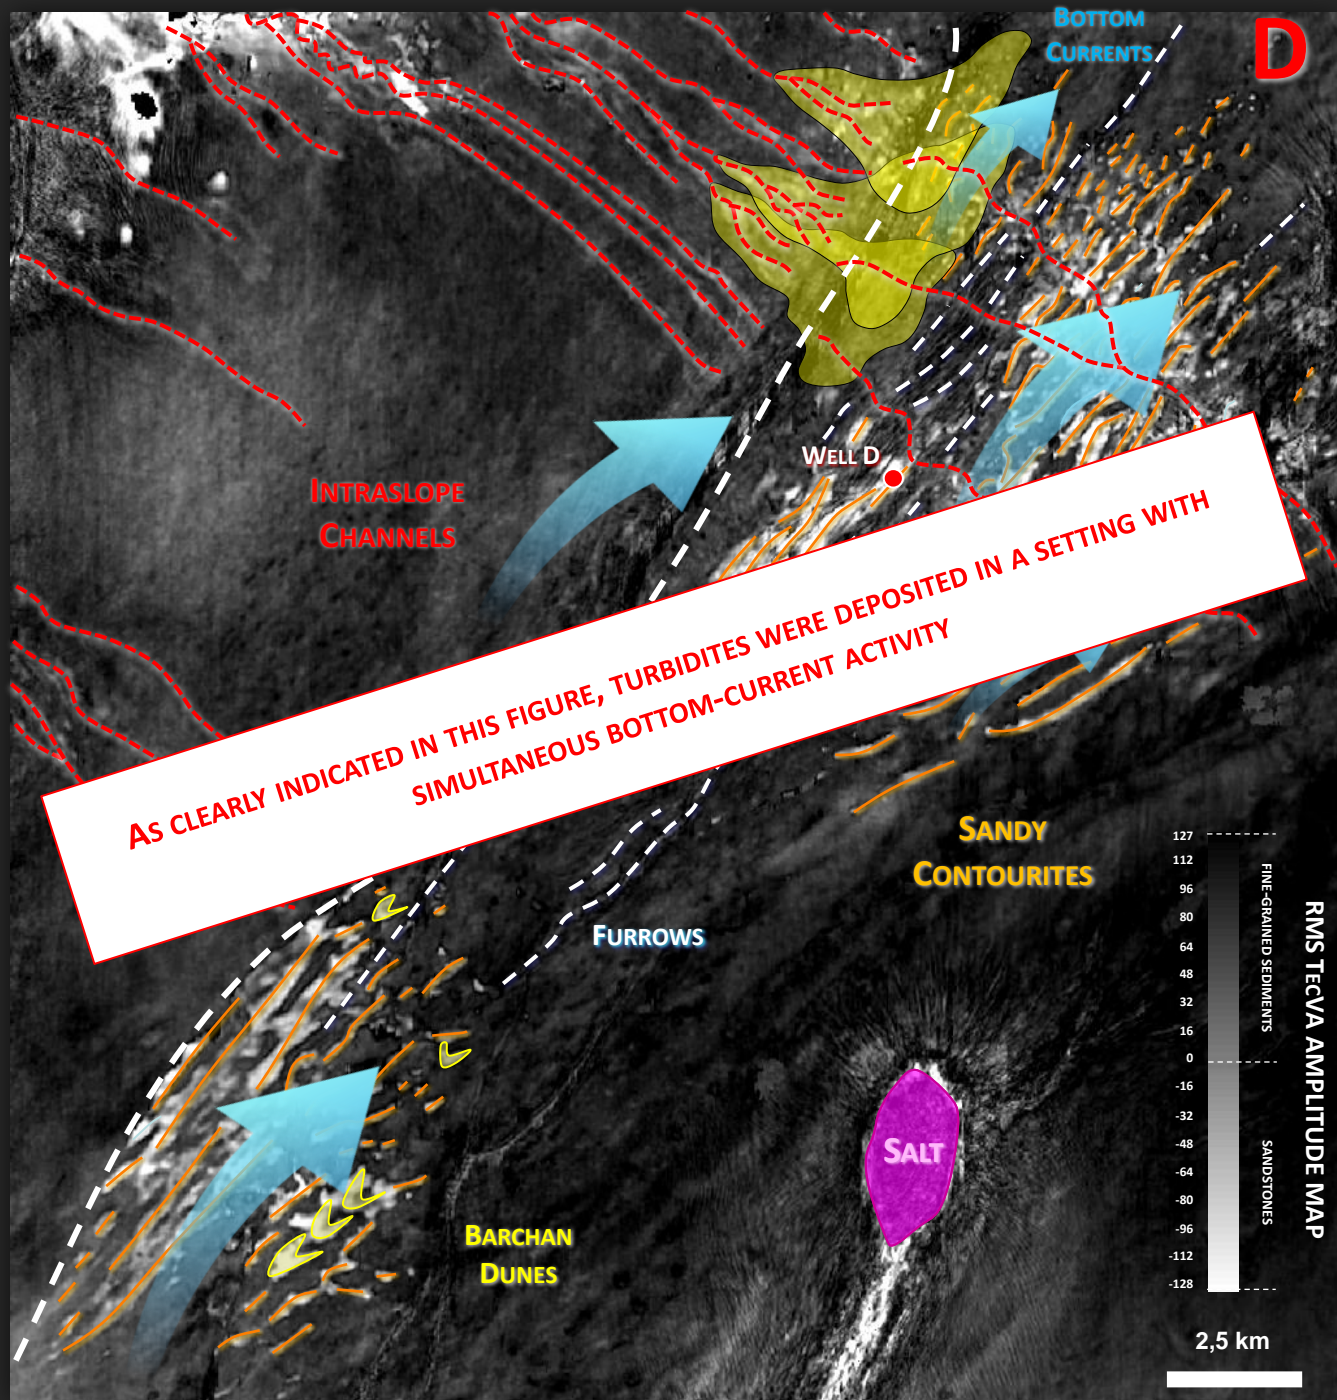 Bottom
Currents
D
Well D
Intraslope
Channels
As clearly indicated in this figure, turbidites were deposited in a setting with
simultaneous bottom-current activity
Sandy
Contourites
Furrows
Salt
Barchan
Dunes
127
112
96
80
64
48
32
16
0
-16
-32
-48
-64
-80
-96
-112
-128
Fine-grained sediments
Sandstones
RMS TecVA amplitude map
2,5 km